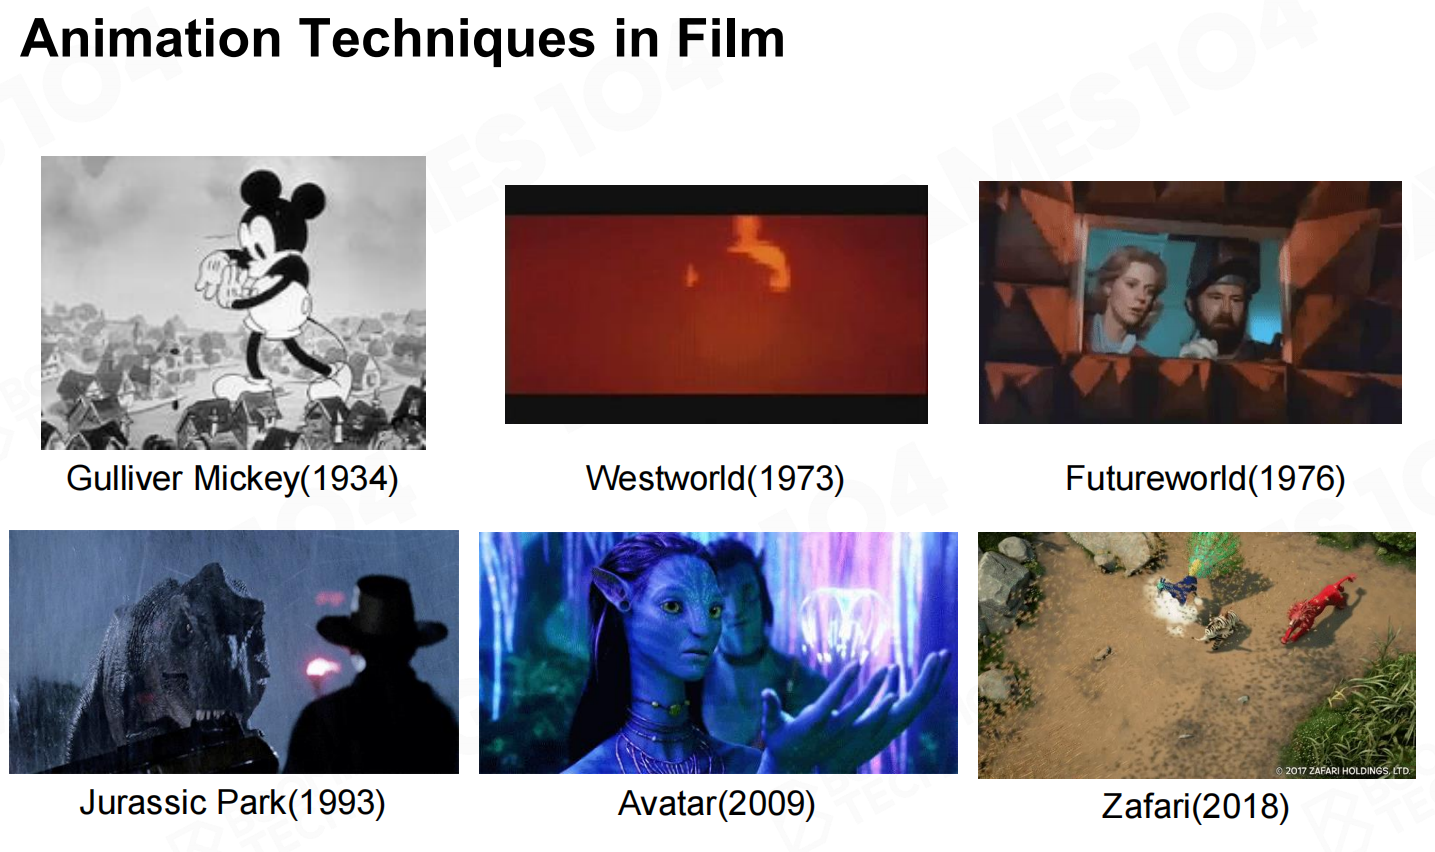 Animation Techniques in Film
Gulliver Mickey(1934)
Westworld(1973)
Futureworld(1976)
© 2017 ZAFARI HOLDINGS, LTD.
Jurassic Park(1993)
Avatar(2009)
Zafari(2018)